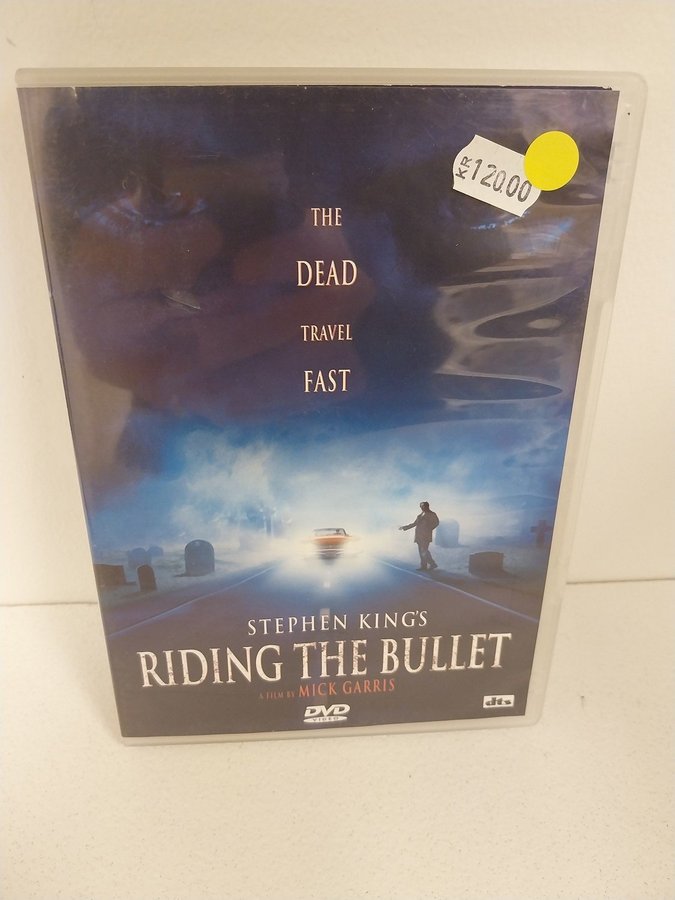 KR 120.00
THE
DEAD
TRAVEL
FAST
STEPHEN KING'S
RIDING THE BULLET
A FILM BY MICK GARRIS
DVD
VIDEO
dts